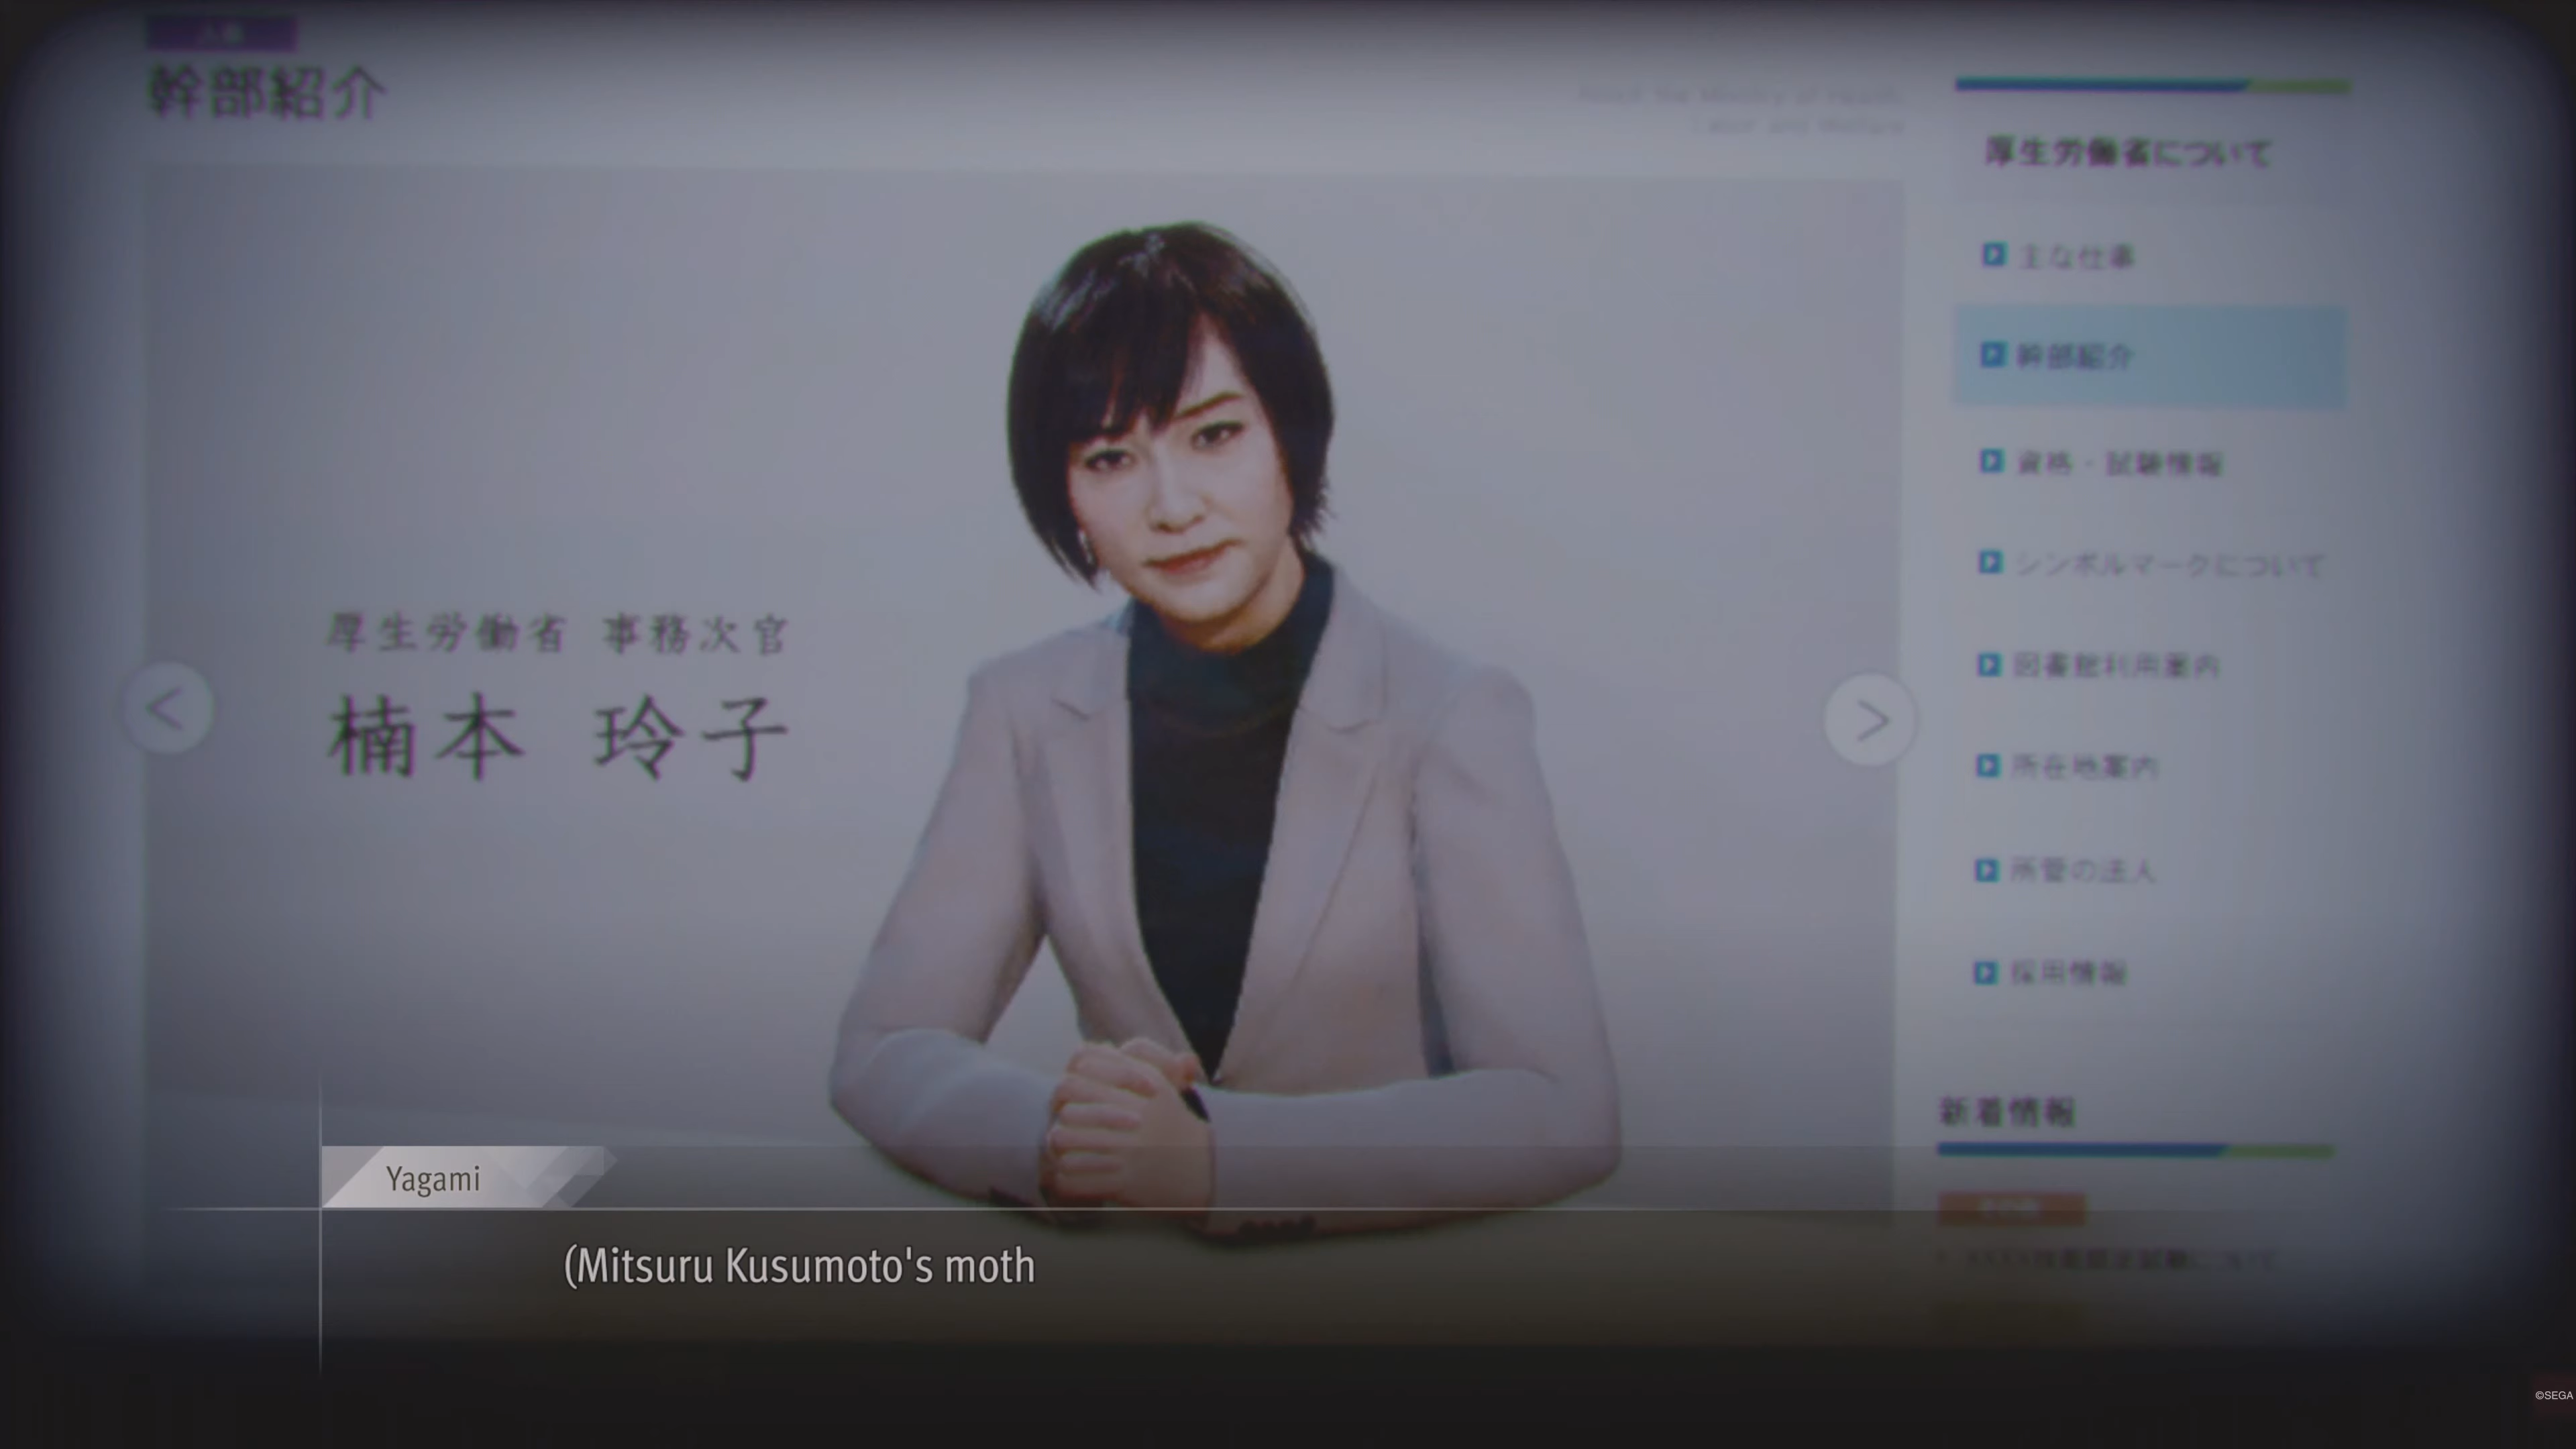 幹部紹介
厚生労働省 事務次官
楠本 玲子
<
>
厚生労働省について
主な仕事
幹部紹介
資格・試験情報
シンボルマークについて
図書館利用案内
所在地案内
所管の法人
採用情報
新着情報
Yagami
(Mitsuru Kusumoto's moth
©SEGA